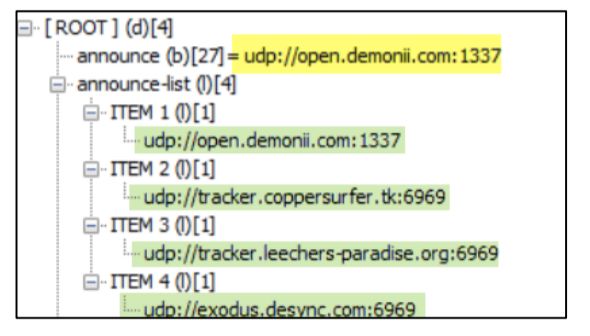 [ ROOT ] (d)[4]
announce (b)[27]= udp://open.demonii.com:1337
announce-list (l)[4]
ITEM 1 (l)[1]
udp://open.demonii.com:1337
ITEM 2 (l)[1]
udp://tracker.coppersurfer.tk:6969
ITEM 3 (l)[1]
udp://tracker.leechers-paradise.org:6969
ITEM 4 (l)[1]
udp://exodus.desync.com:6969